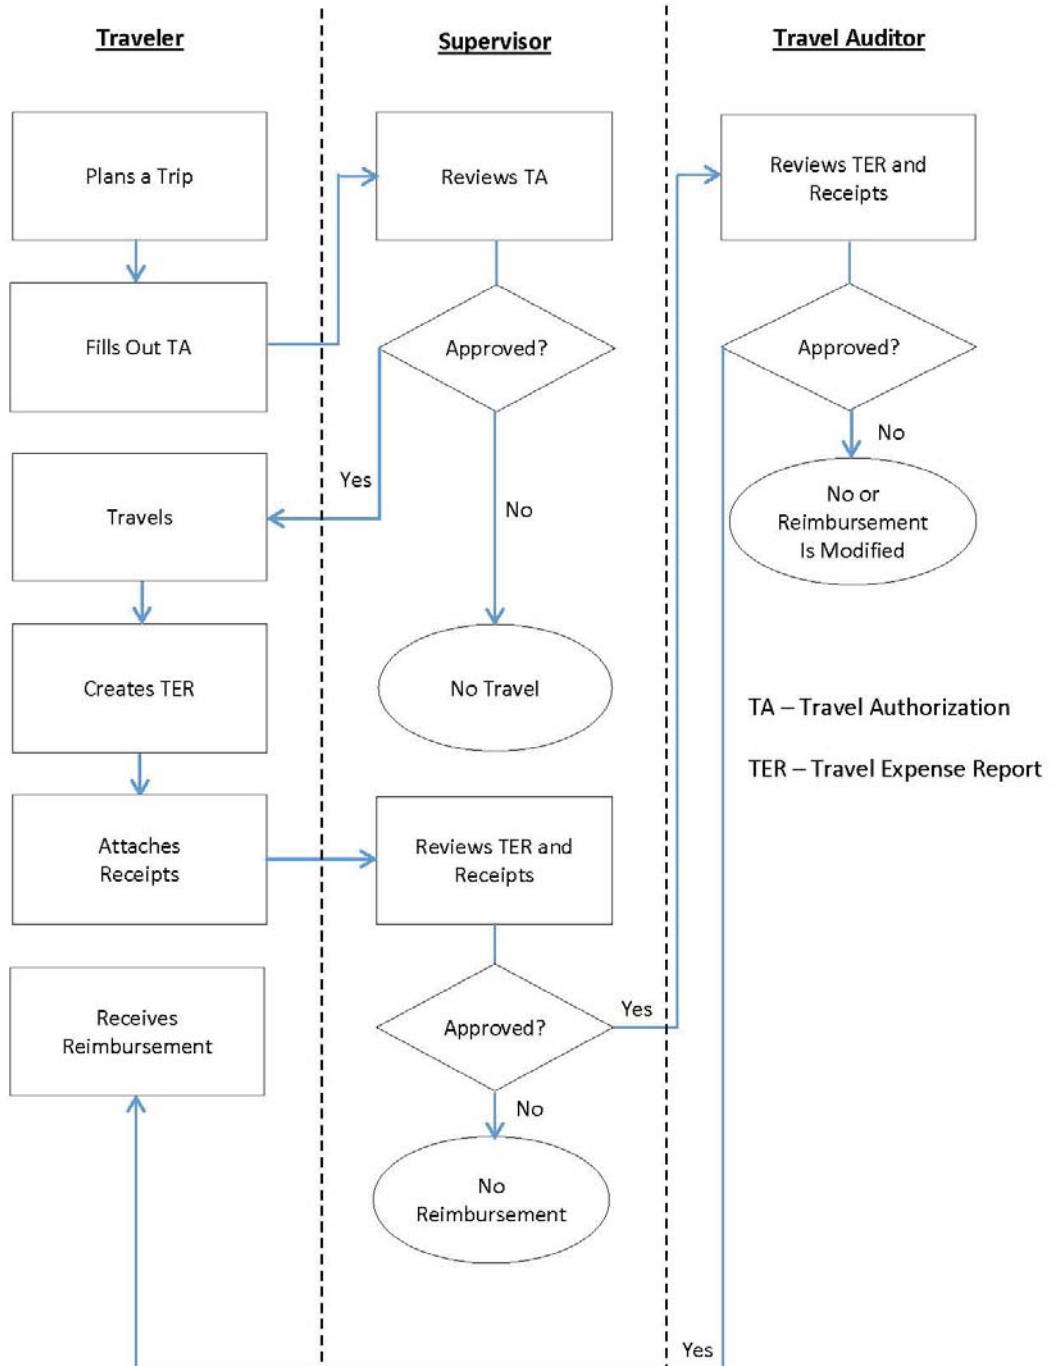 Traveler
Supervisor
Travel Auditor
Plans a Trip
Reviews TA
Reviews TER and
Receipts
Fills Out TA
Approved?
Approved?
No
Yes
Travels
No
No or
Reimbursement
Is Modified
Creates TER
No Travel
TA – Travel Authorization
TER – Travel Expense Report
Attaches
Receipts
Reviews TER and
Receipts
Receives
Reimbursement
Approved?
Yes
No
No
Reimbursement
Yes